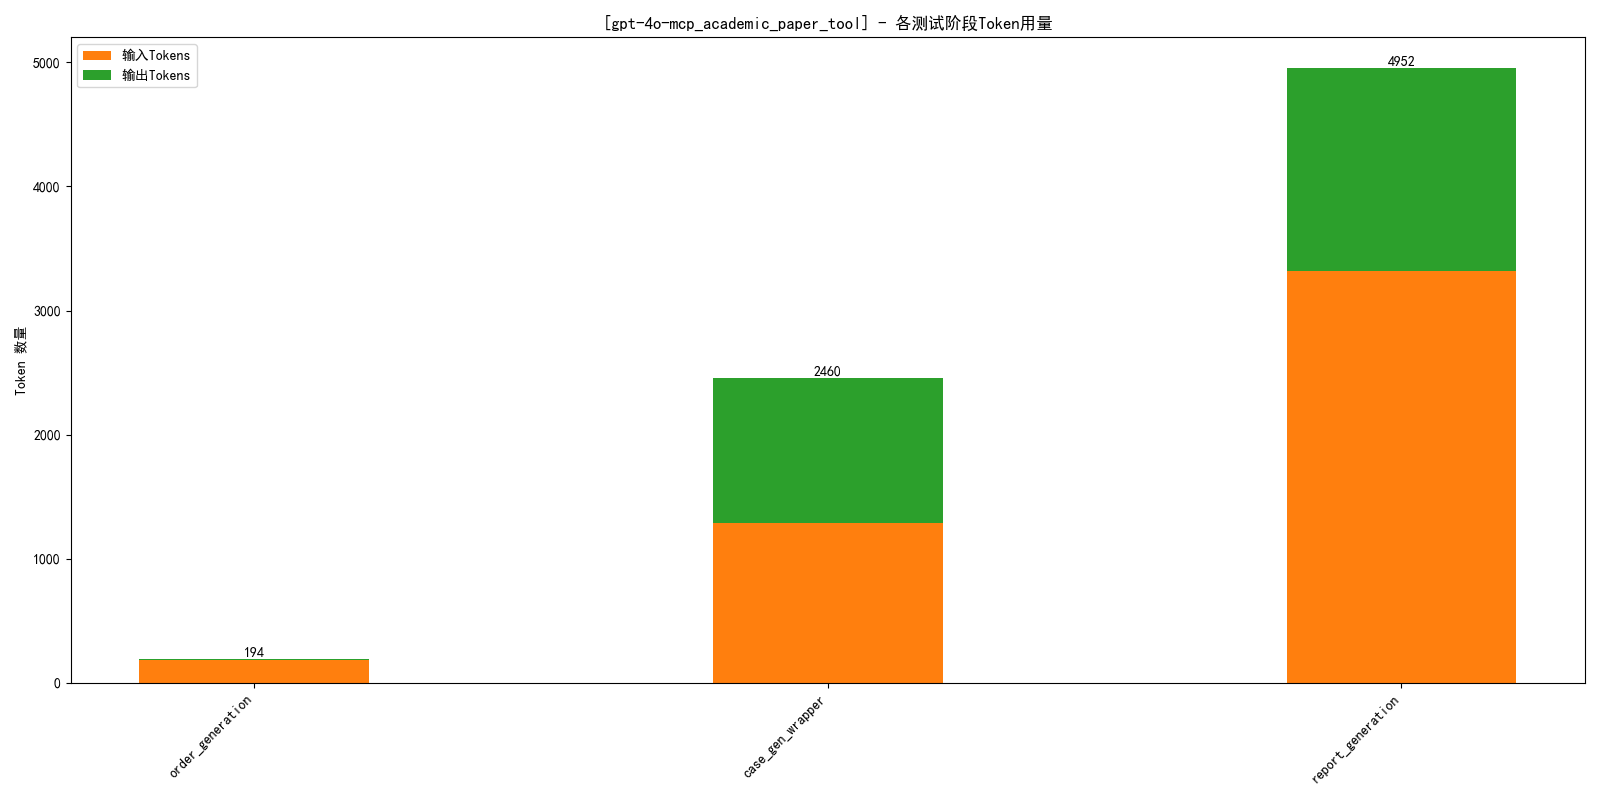 [gpt-4o-mcp_academic_paper_tool] - 各测试阶段Token用量
输入Tokens
输出Tokens
Token 数量
5000
4000
3000
2000
1000
0
194
2460
4952
order_generation
case_gen_wrapper
report_generation